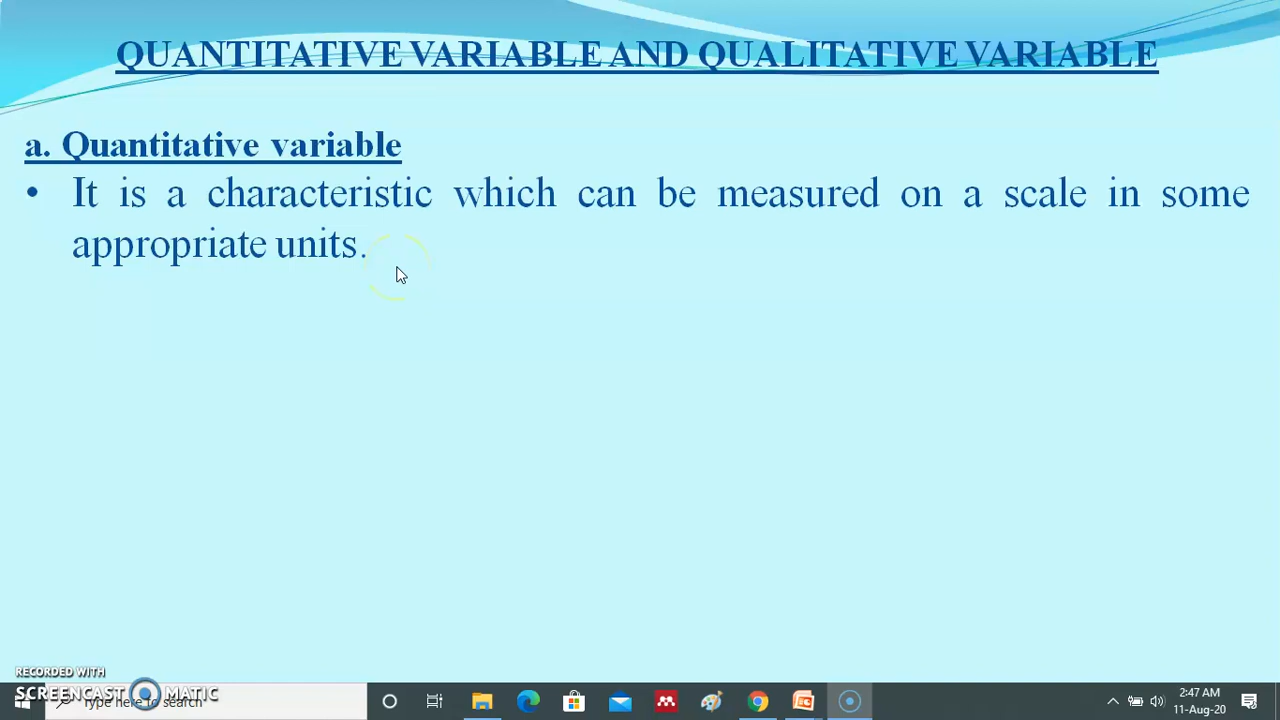 QUANTITATIVE VARIABLE AND QUALITATIVE VARIABLE
a. Quantitative variable
• It is a characteristic which can be measured on a scale in some
appropriate units.
RECORDED WITH
SCREENCAST MATIC
Type here to search
2:47 AM
11-Aug-20